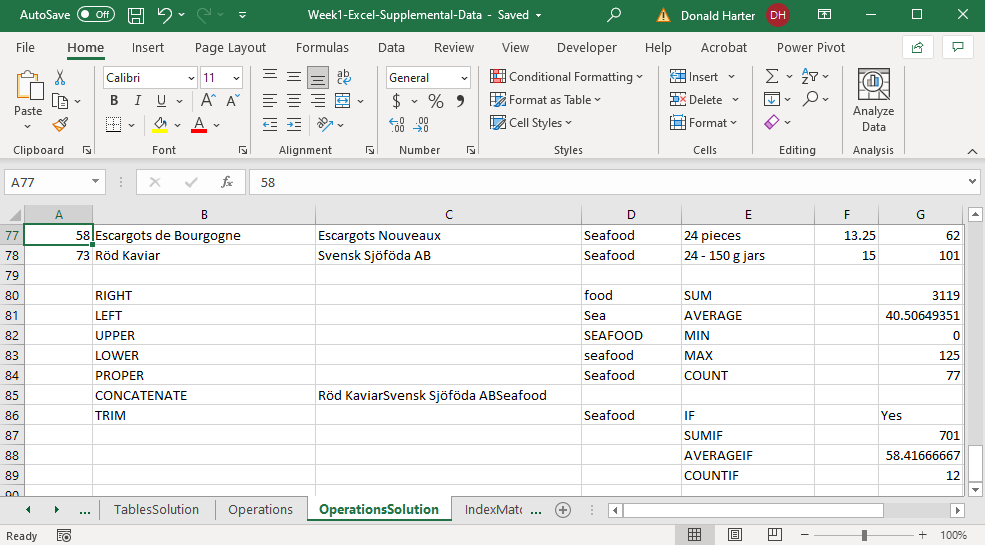 AutoSave Off Week1-Excel-Supplemental-Data - Saved Donald Harter DH
File Home Insert Page Layout Formulas Data Review View Developer Help Acrobat Power Pivot
Paste Calibri 11 General Conditional Formatting Insert
B I U A A $ % 9 Format as Table Delete Analyze Data
A Cell Styles Format
Clipboard Font Alignment Number Styles Cells Editing Analysis
A77 fx 58
A B C D E F G
77 58 Escargots de Bourgogne Escargots Nouveaux Seafood 24 pieces 13.25 62
78 73 Röd Kaviar Svensk Sjöföda AB Seafood 24 - 150 g jars 15 101
79
80 RIGHT food SUM 3119
81 LEFT Sea AVERAGE 40.50649351
82 UPPER SEAFOOD MIN 0
83 LOWER seafood MAX 125
84 PROPER Seafood COUNT 77
85 CONCATENATE Röd KaviarSvensk Sjöföda ABSeafood
86 TRIM Seafood IF Yes
87 SUMIF 701
88 AVERAGEIF 58.41666667
89 COUNTIF 12
90
... TablesSolution Operations OperationsSolution IndexMatc ...
Ready 100%